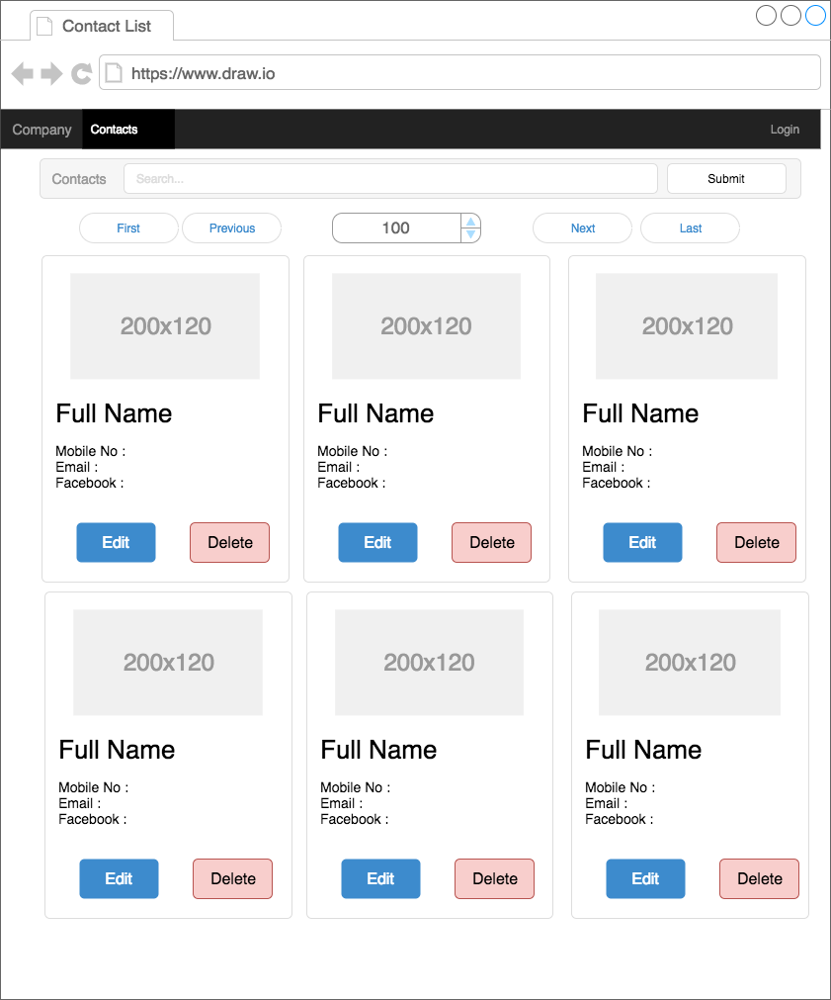 Contact List
https://www.draw.io
Company Contacts Login
Contacts Search... Submit
First Previous 100 Next Last
200x120 200x120 200x120
Full Name Full Name Full Name
Mobile No : Mobile No : Mobile No :
Email : Email : Email :
Facebook : Facebook : Facebook :
Edit Delete Edit Delete Edit Delete
200x120 200x120 200x120
Full Name Full Name Full Name
Mobile No : Mobile No : Mobile No :
Email : Email : Email :
Facebook : Facebook : Facebook :
Edit Delete Edit Delete Edit Delete